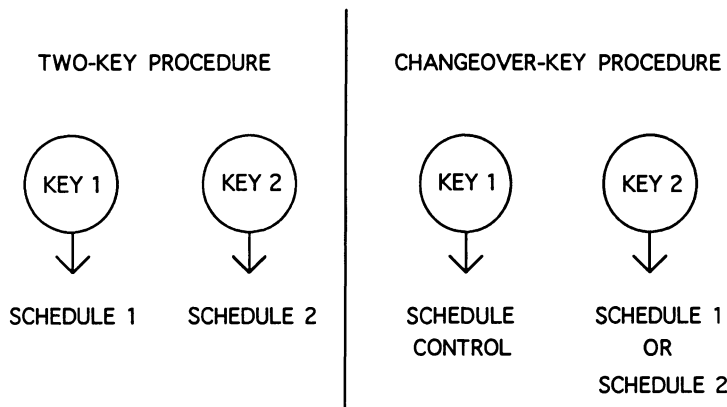 TWO-KEY PROCEDURE
KEY 1
KEY 2
SCHEDULE 1
SCHEDULE 2
CHANGEOVER-KEY PROCEDURE
KEY 1
KEY 2
SCHEDULE
CONTROL
SCHEDULE 1
OR
SCHEDULE 2